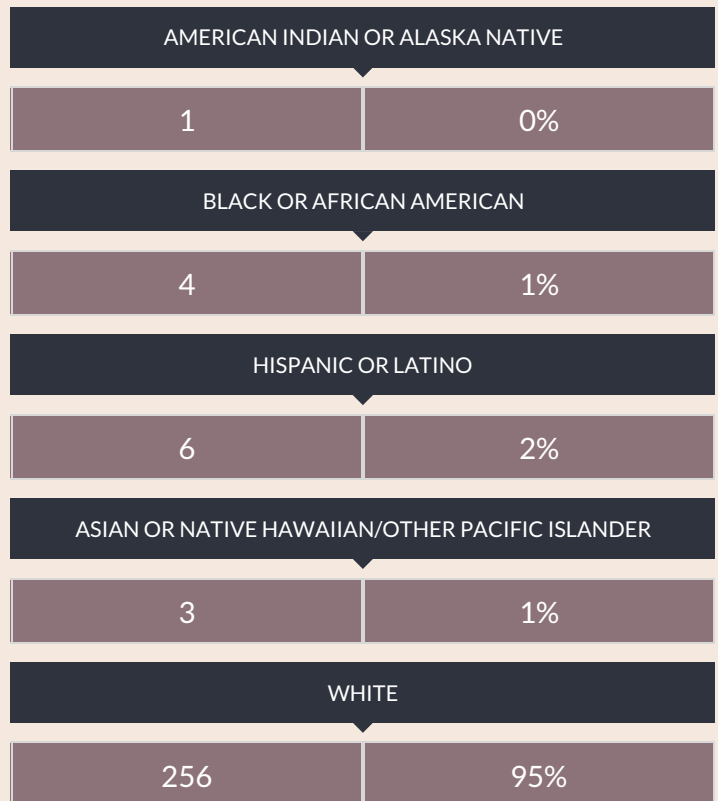 AMERICAN INDIAN OR ALASKA NATIVE
1 0%
BLACK OR AFRICAN AMERICAN
4 1%
HISPANIC OR LATINO
6 2%
ASIAN OR NATIVE HAWAIIAN/OTHER PACIFIC ISLANDER
3 1%
WHITE
256 95%